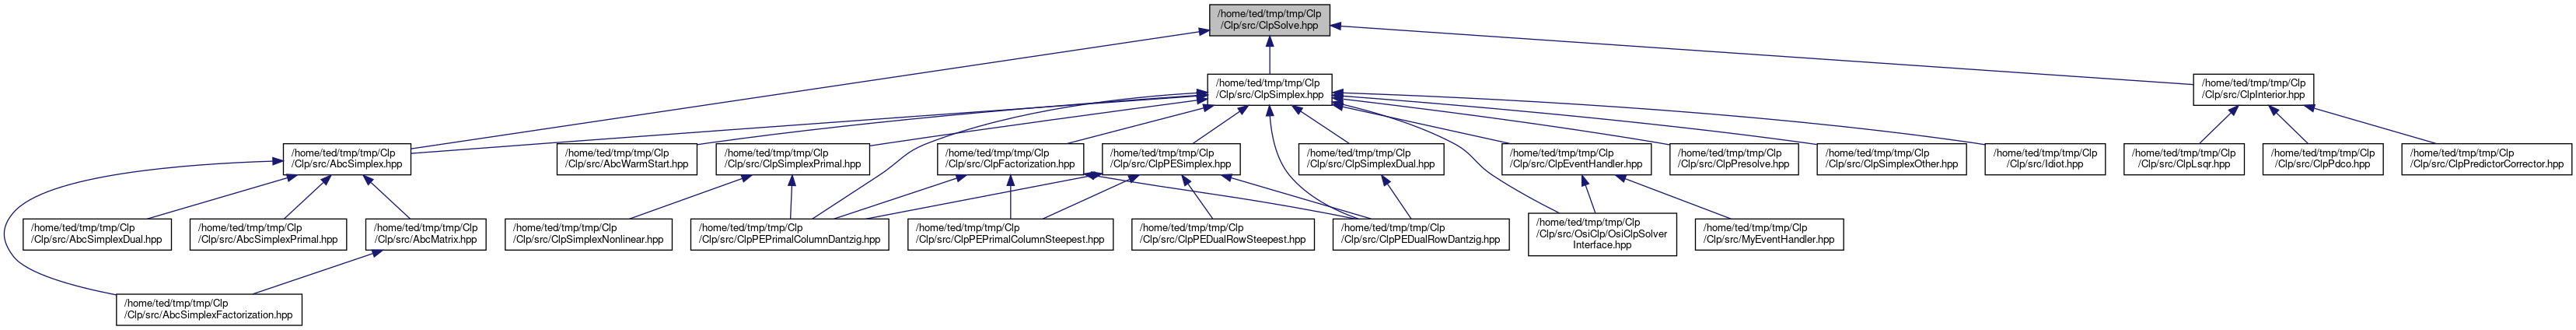 /home/ted/tmp/tmp/Clp
/Clp/src/ClpSolve.hpp
/home/ted/tmp/tmp/Clp
/Clp/src/ClpSimplex.hpp
/home/ted/tmp/tmp/Clp
/Clp/src/ClpInterior.hpp
/home/ted/tmp/tmp/Clp
/Clp/src/AbcSimplex.hpp
/home/ted/tmp/tmp/Clp
/Clp/src/AbcWarmStart.hpp
/home/ted/tmp/tmp/Clp
/Clp/src/ClpSimplexPrimal.hpp
/home/ted/tmp/tmp/Clp
/Clp/src/ClpFactorization.hpp
/home/ted/tmp/tmp/Clp
/Clp/src/ClpPESimplex.hpp
/home/ted/tmp/tmp/Clp
/Clp/src/ClpSimplexDual.hpp
/home/ted/tmp/tmp/Clp
/Clp/src/ClpEventHandler.hpp
/home/ted/tmp/tmp/Clp
/Clp/src/ClpPresolve.hpp
/home/ted/tmp/tmp/Clp
/Clp/src/ClpSimplexOther.hpp
/home/ted/tmp/tmp/Clp
/Clp/src/Idiot.hpp
/home/ted/tmp/tmp/Clp
/Clp/src/ClpLsqr.hpp
/home/ted/tmp/tmp/Clp
/Clp/src/ClpPdco.hpp
/home/ted/tmp/tmp/Clp
/Clp/src/ClpPredictorCorrector.hpp
/home/ted/tmp/tmp/Clp
/Clp/src/AbcSimplexDual.hpp
/home/ted/tmp/tmp/Clp
/Clp/src/AbcSimplexPrimal.hpp
/home/ted/tmp/tmp/Clp
/Clp/src/AbcMatrix.hpp
/home/ted/tmp/tmp/Clp
/Clp/src/ClpSimplexNonlinear.hpp
/home/ted/tmp/tmp/Clp
/Clp/src/ClpPEPrimalColumnDantzig.hpp
/home/ted/tmp/tmp/Clp
/Clp/src/ClpPEPrimalColumnSteepest.hpp
/home/ted/tmp/tmp/Clp
/Clp/src/ClpPEDualRowSteepest.hpp
/home/ted/tmp/tmp/Clp
/Clp/src/ClpPEDualRowDantzig.hpp
/home/ted/tmp/tmp/Clp
/Clp/src/OsiClp/OsiClpSolver
Interface.hpp
/home/ted/tmp/tmp/Clp
/Clp/src/MyEventHandler.hpp
/home/ted/tmp/tmp/Clp
/Clp/src/AbcSimplexFactorization.hpp